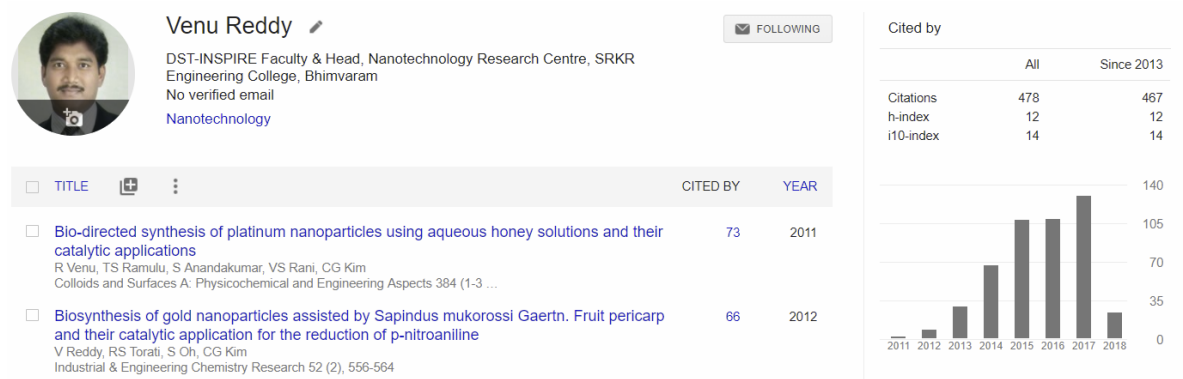 Venu Reddy
FOLLOWING
DST-INSPIRE Faculty & Head, Nanotechnology Research Centre, SRKR
Engineering College, Bhimvaram
No verified email
Nanotechnology
TITLE CITED BY YEAR
Bio-directed synthesis of platinum nanoparticles using aqueous honey solutions and their 73 2011
catalytic applications
R Venu, TS Ramulu, S Anandakumar, VS Rani, CG Kim
Colloids and Surfaces A: Physicochemical and Engineering Aspects 384 (1-3 ...
Biosynthesis of gold nanoparticles assisted by Sapindus mukorossi Gaertn. Fruit pericarp 66 2012
and their catalytic application for the reduction of p-nitroaniline
V Reddy, RS Torati, S Oh, CG Kim
Industrial & Engineering Chemistry Research 52 (2), 556-564
Cited by
All Since 2013
Citations 478 467
h-index 12 12
i10-index 14 14
140
105
70
35
0
2011 2012 2013 2014 2015 2016 2017 2018